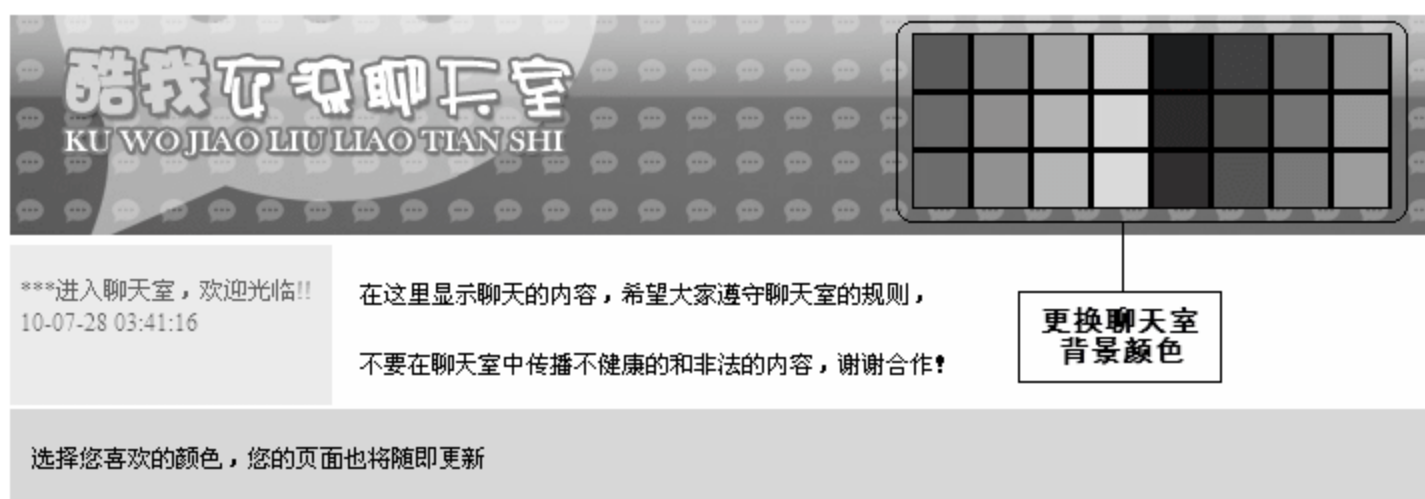 酷我交流聊天室
KU WO JIAO LIU LIAO TIAN SHI
***进入聊天室，欢迎光临!!
10-07-28 03:41:16
在这里显示聊天的内容，希望大家遵守聊天室的规则，
不要在聊天室中传播不健康的和非法的内容，谢谢合作！
更换聊天室
背景颜色
选择您喜欢的颜色，您的页面也将随即更新